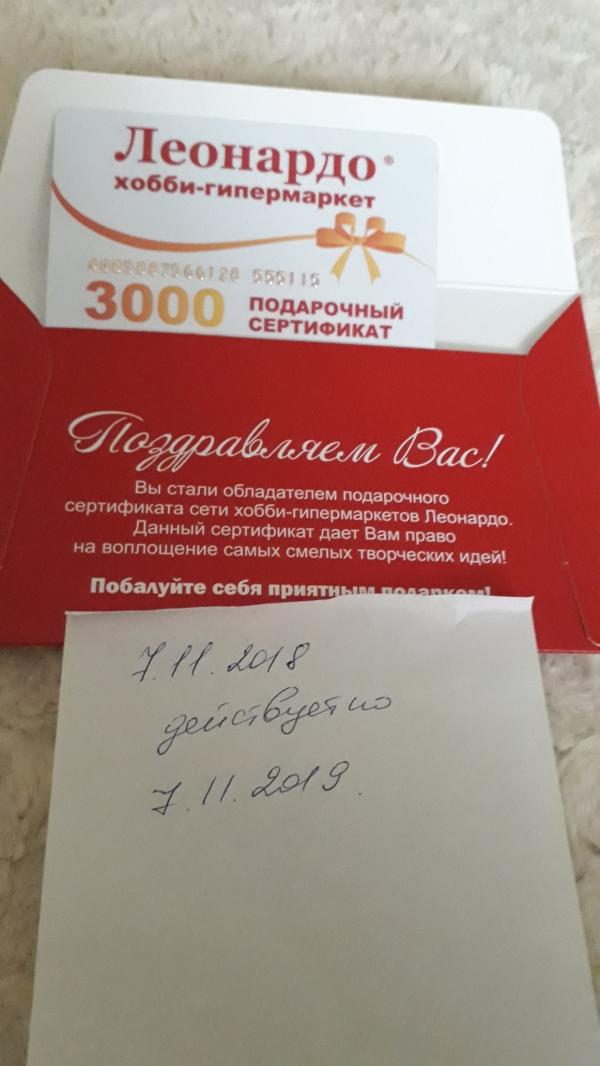 Леонардо®
хобби-гипермаркет
555115
3000 ПОДАРОЧНЫЙ
СЕРТИФИКАТ
Поздравляем Вас!
Вы стали обладателем подарочного
сертификата сети хобби-гипермаркетов Леонардо.
Данный сертификат дает Вам право
на воплощение самых смелых творческих идей!
Побалуйте себя приятным подарком!
7.11.2018
действует по
7.11.2019.